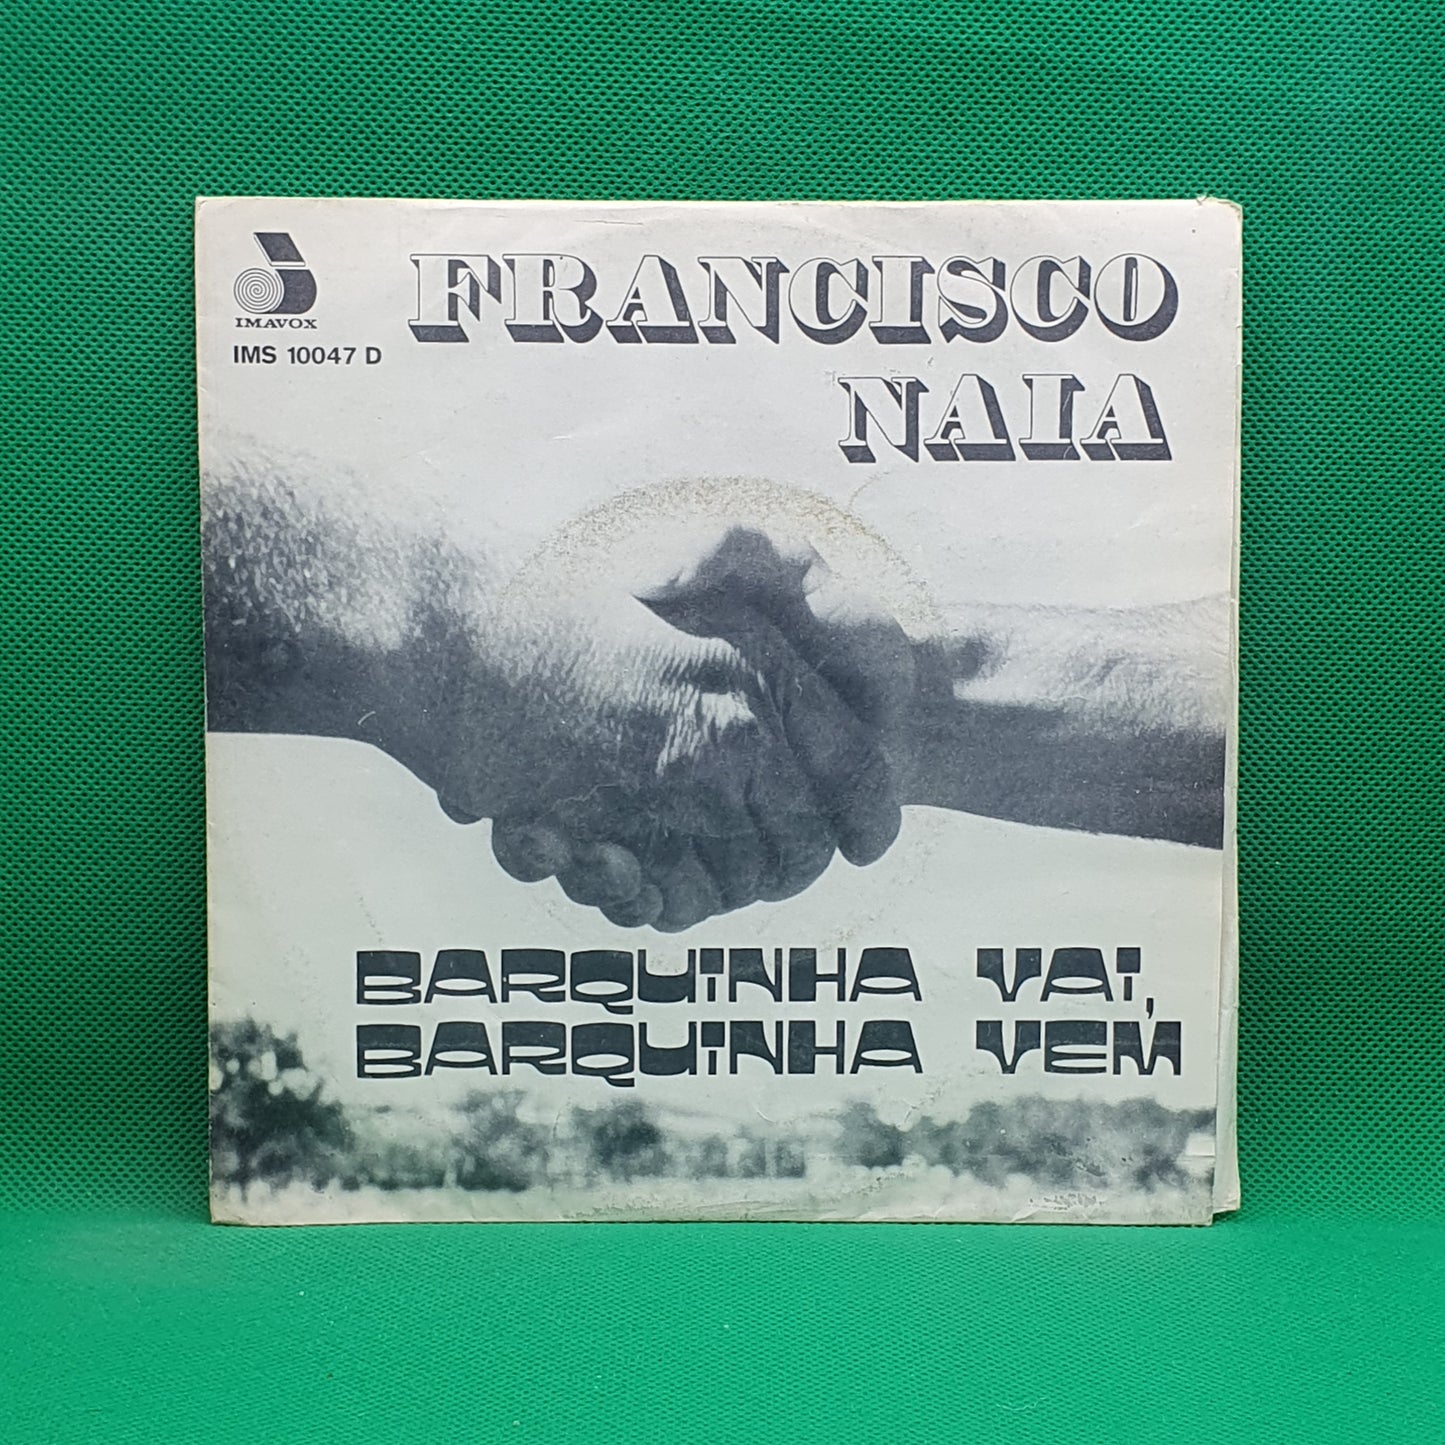 IMAVOX
IMS 10047 D
FRANCISCO
NAIA
BARQUINHA VAI,
BARQUINHA VEM